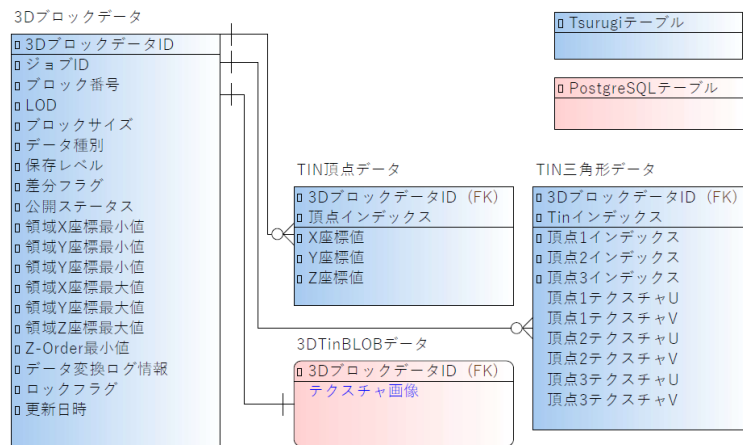 3Dブロックデータ
3DブロックデータID
ジョブID
ブロック番号
LOD
ブロックサイズ
データ種別
保存レベル
差分フラグ
公開ステータス
領域X座標最小値
領域Y座標最小値
領域Y座標最小値
領域X座標最大値
領域Y座標最大値
領域Z座標最大値
Z-Order最小値
データ変換ログ情報
ロックフラグ
更新日時
Tsurugiテーブル
PostgreSQLテーブル
TIN頂点データ
3DブロックデータID (FK)
頂点インデックス
X座標値
Y座標値
Z座標値
TIN三角形データ
3DブロックデータID (FK)
Tinインデックス
頂点1インデックス
頂点2インデックス
頂点3インデックス
頂点1テクスチャU
頂点1テクスチャV
頂点2テクスチャU
頂点2テクスチャV
頂点3テクスチャU
頂点3テクスチャV
3DTinBLOBデータ
3DブロックデータID (FK)
テクスチャ画像